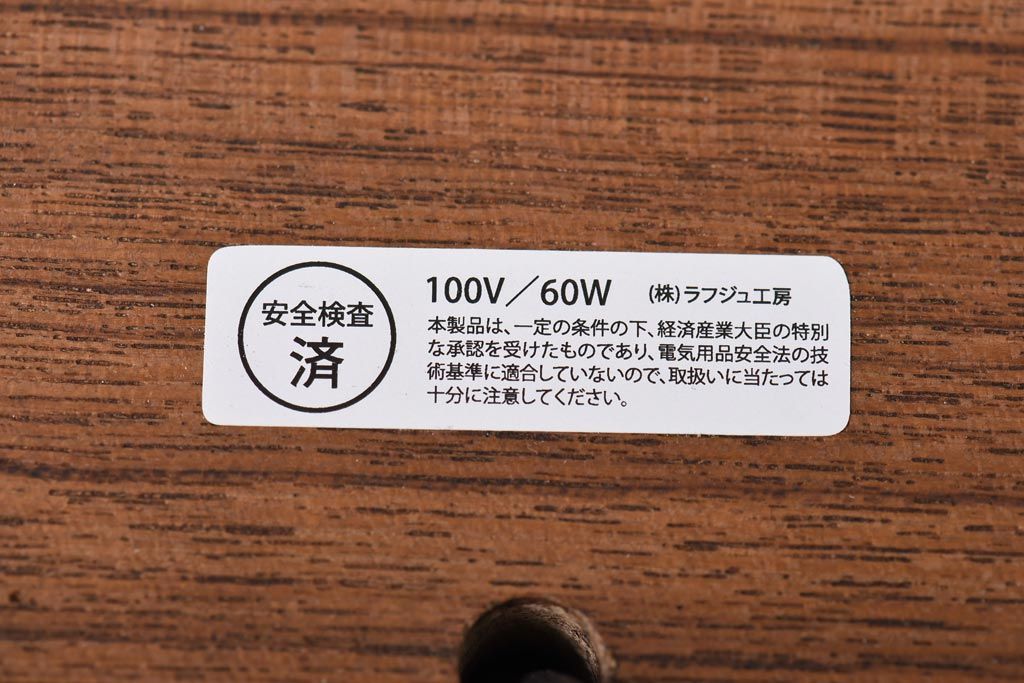 安全検査
済
100V／60W (株)ラフジュ工房
本製品は、一定の条件の下、経済産業大臣の特別
な承認を受けたものであり、電気用品安全法の技
術基準に適合していないので、取扱いに当たっては
十分に注意してください。